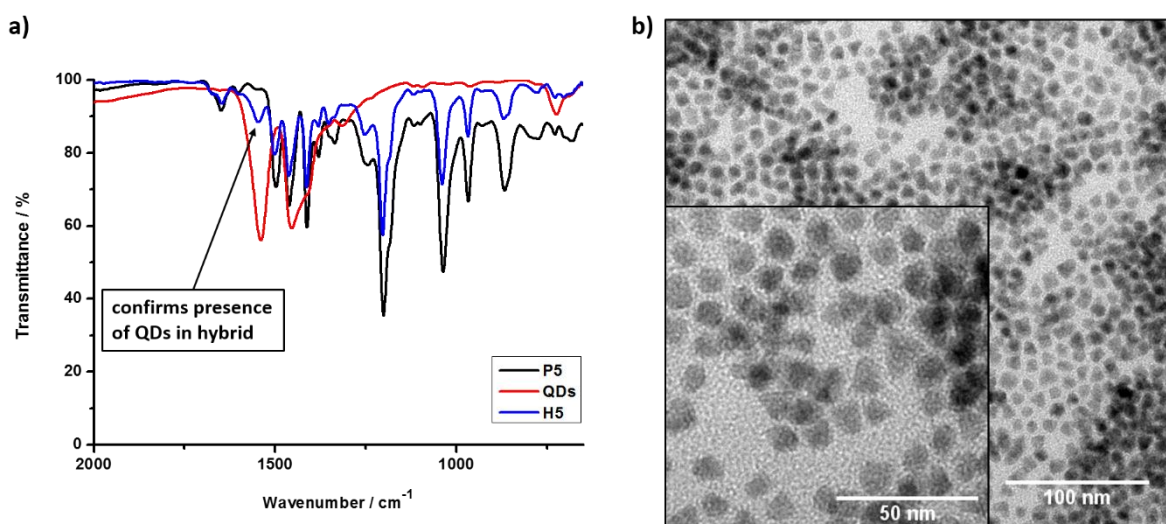 a)
b)
100
80
60
40
20
0
Transmittance / %
confirms presence
of QDs in hybrid
P5
QDs
H5
2000
1500
1000
Wavenumber / cm⁻¹
50 nm
100 nm